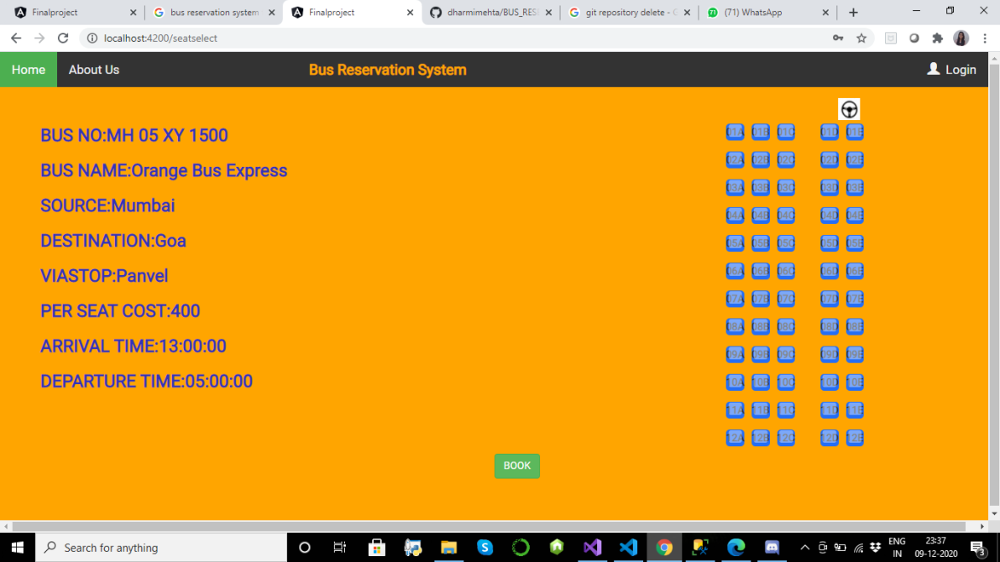 Finalproject
bus reservation system
Finalproject
dharmimehta/BUS_RES
git repository delete -
(71) WhatsApp
localhost:4200/seatselect
Home About Us Bus Reservation System Login
BUS NO:MH 05 XY 1500
BUS NAME:Orange Bus Express
SOURCE:Mumbai
DESTINATION:Goa
VIASTOP:Panvel
PER SEAT COST:400
ARRIVAL TIME:13:00:00
DEPARTURE TIME:05:00:00
01A 01B 01C 01D 01E
02A 02B 02C 02D 02E
03A 03B 03C 03D 03E
04A 04B 04C 04D 04E
05A 05B 05C 05D 05E
06A 06B 06C 06D 06E
07A 07B 07C 07D 07E
08A 08B 08C 08D 08E
09A 09B 09C 09D 09E
10A 10B 10C 10D 10E
11A 11B 11C 11D 11E
12A 12B 12C 12D 12E
BOOK
Search for anything
ENG
IN
23:37
09-12-2020
3